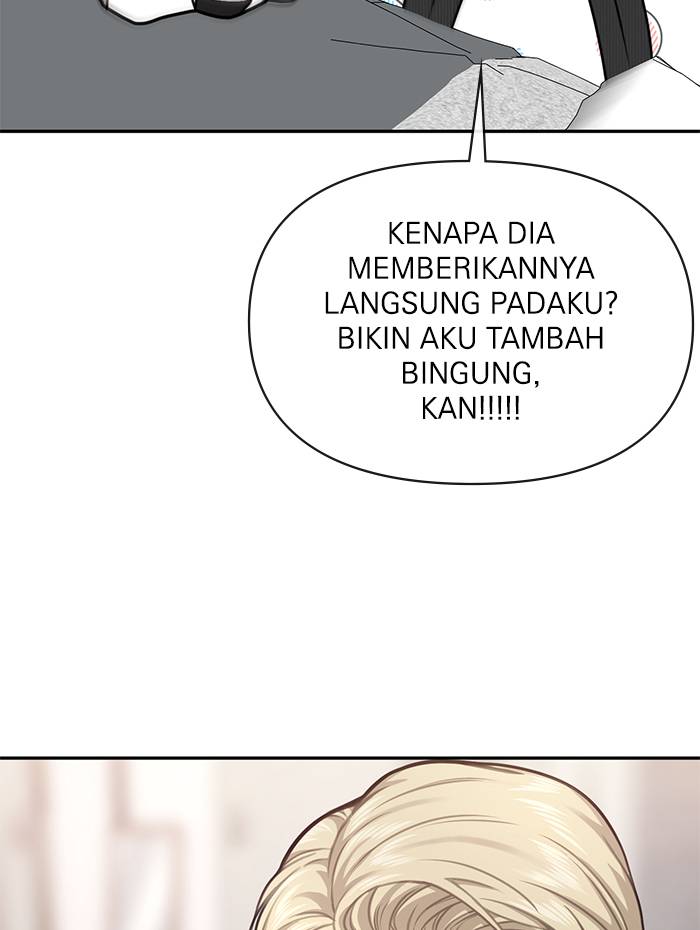 KENAPA DIA
MEMBERIKANNYA
LANGSUNG PADAKU?
BIKIN AKU TAMBAH
BINGUNG,
KAN!!!!!